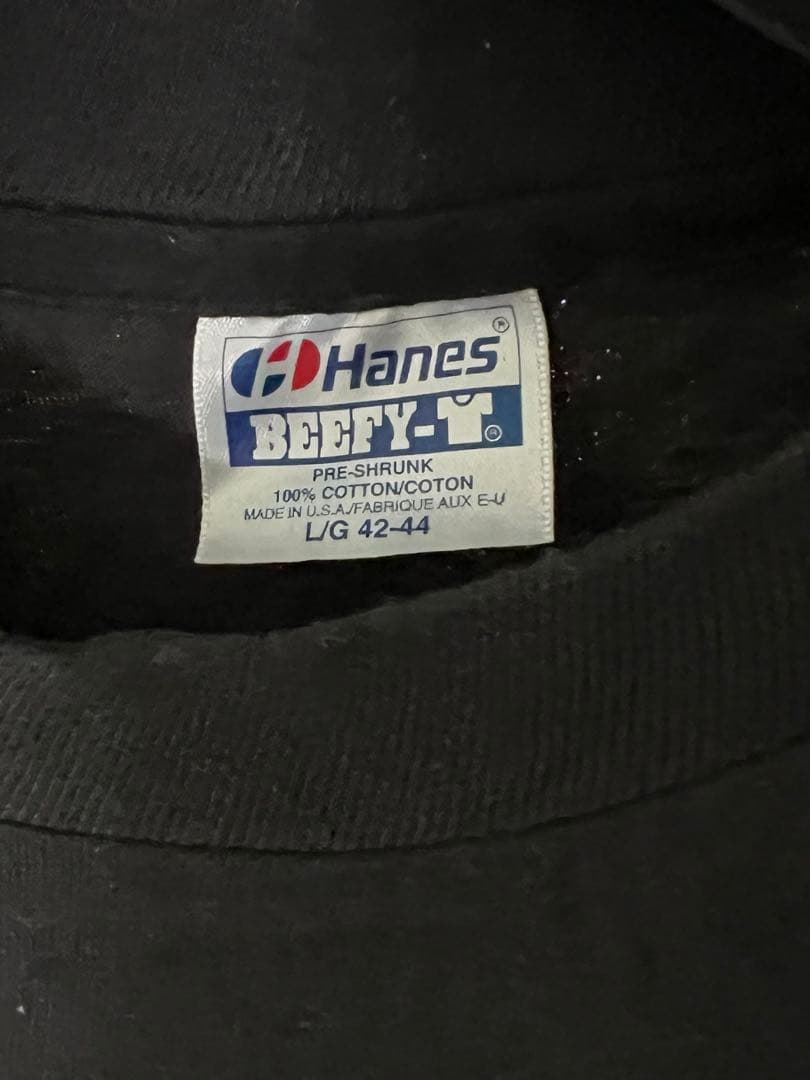 Hanes®
BEEFY-T®
PRE-SHRUNK
100% COTTON/COTON
MADE IN U.S.A./FABRIQUE AUX E-U
L/G 42-44